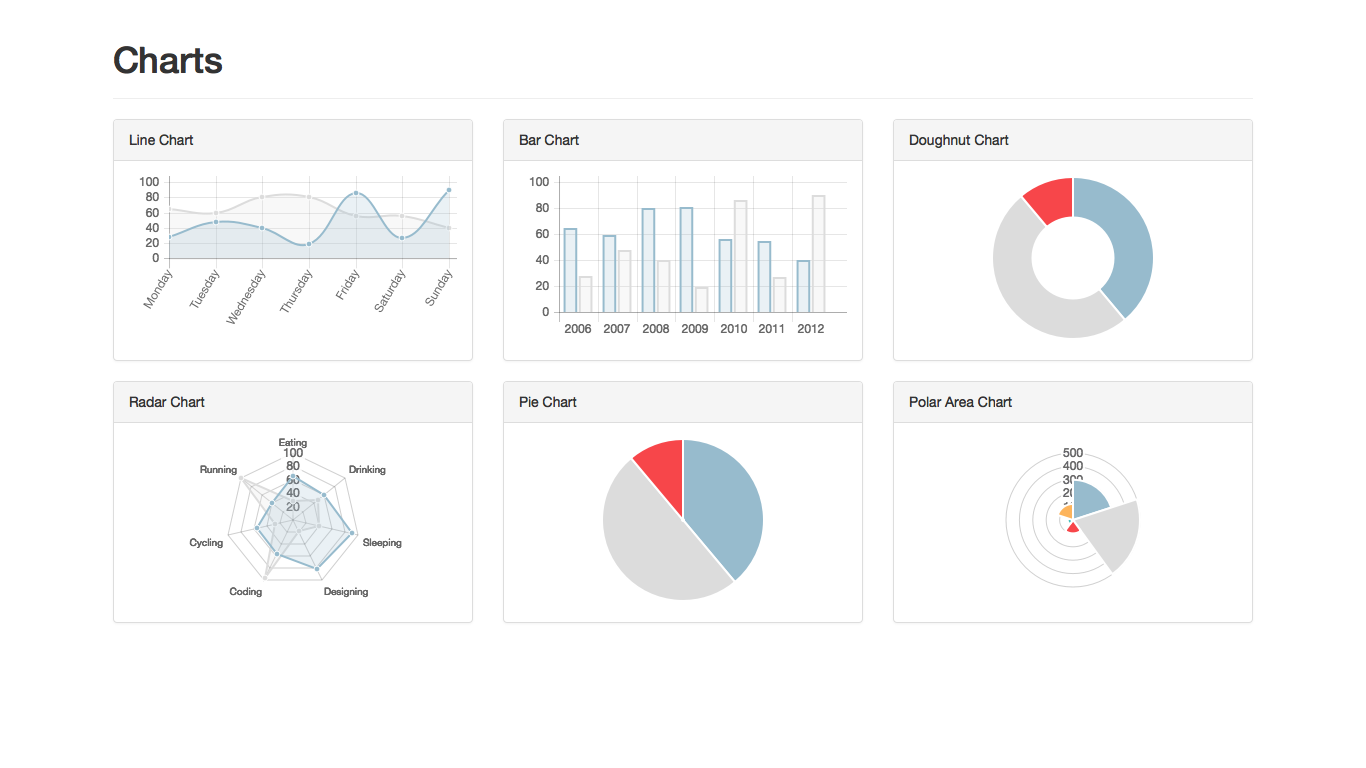 Charts
Line Chart
100
80
60
40
20
0
Monday
Tuesday
Wednesday
Thursday
Friday
Saturday
Sunday
Bar Chart
100
80
60
40
20
0
2006 2007 2008 2009 2010 2011 2012
Doughnut Chart
Radar Chart
Eating
100
80
60
40
20
Running
Drinking
Cycling
Sleeping
Coding
Designing
Pie Chart
Polar Area Chart
500
400